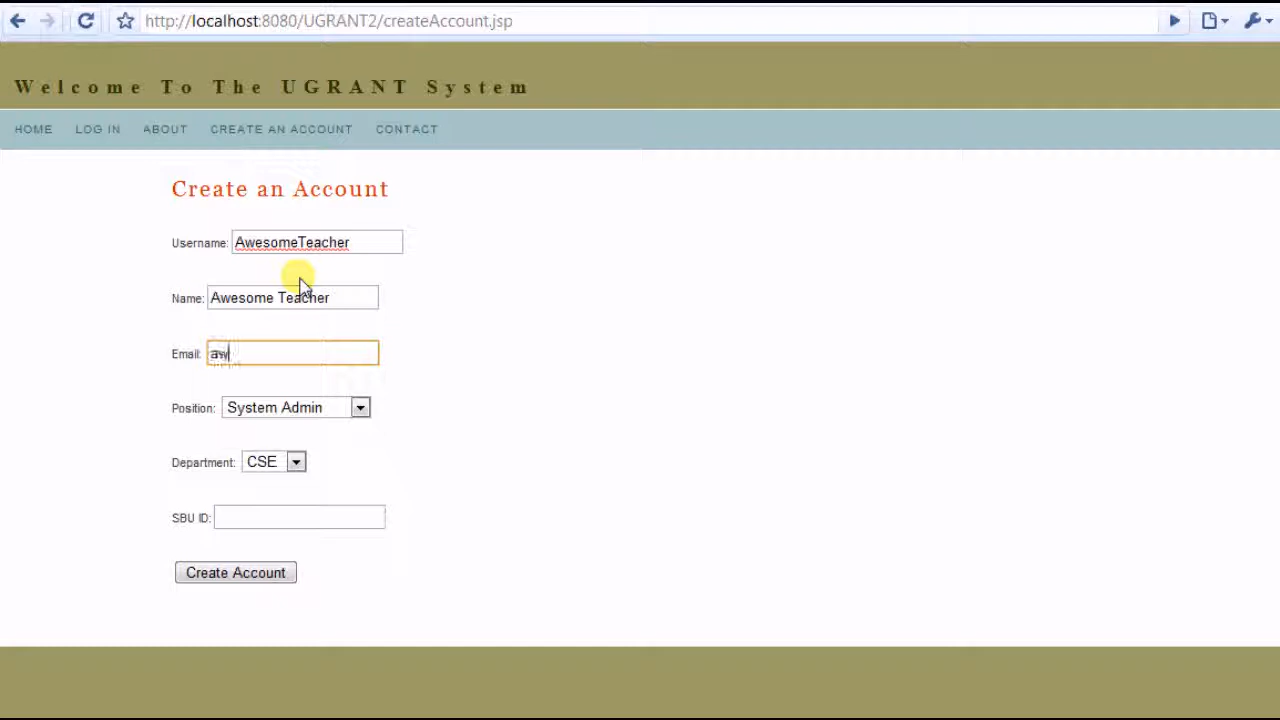 http://localhost:8080/UGRANT2/createAccount.jsp
Welcome To The UGRANT System
HOME LOG IN ABOUT CREATE AN ACCOUNT CONTACT
Create an Account
Username: AwesomeTeacher
Name: Awesome Teacher
Email: aw
Position: System Admin
Department: CSE
SBU ID:
Create Account